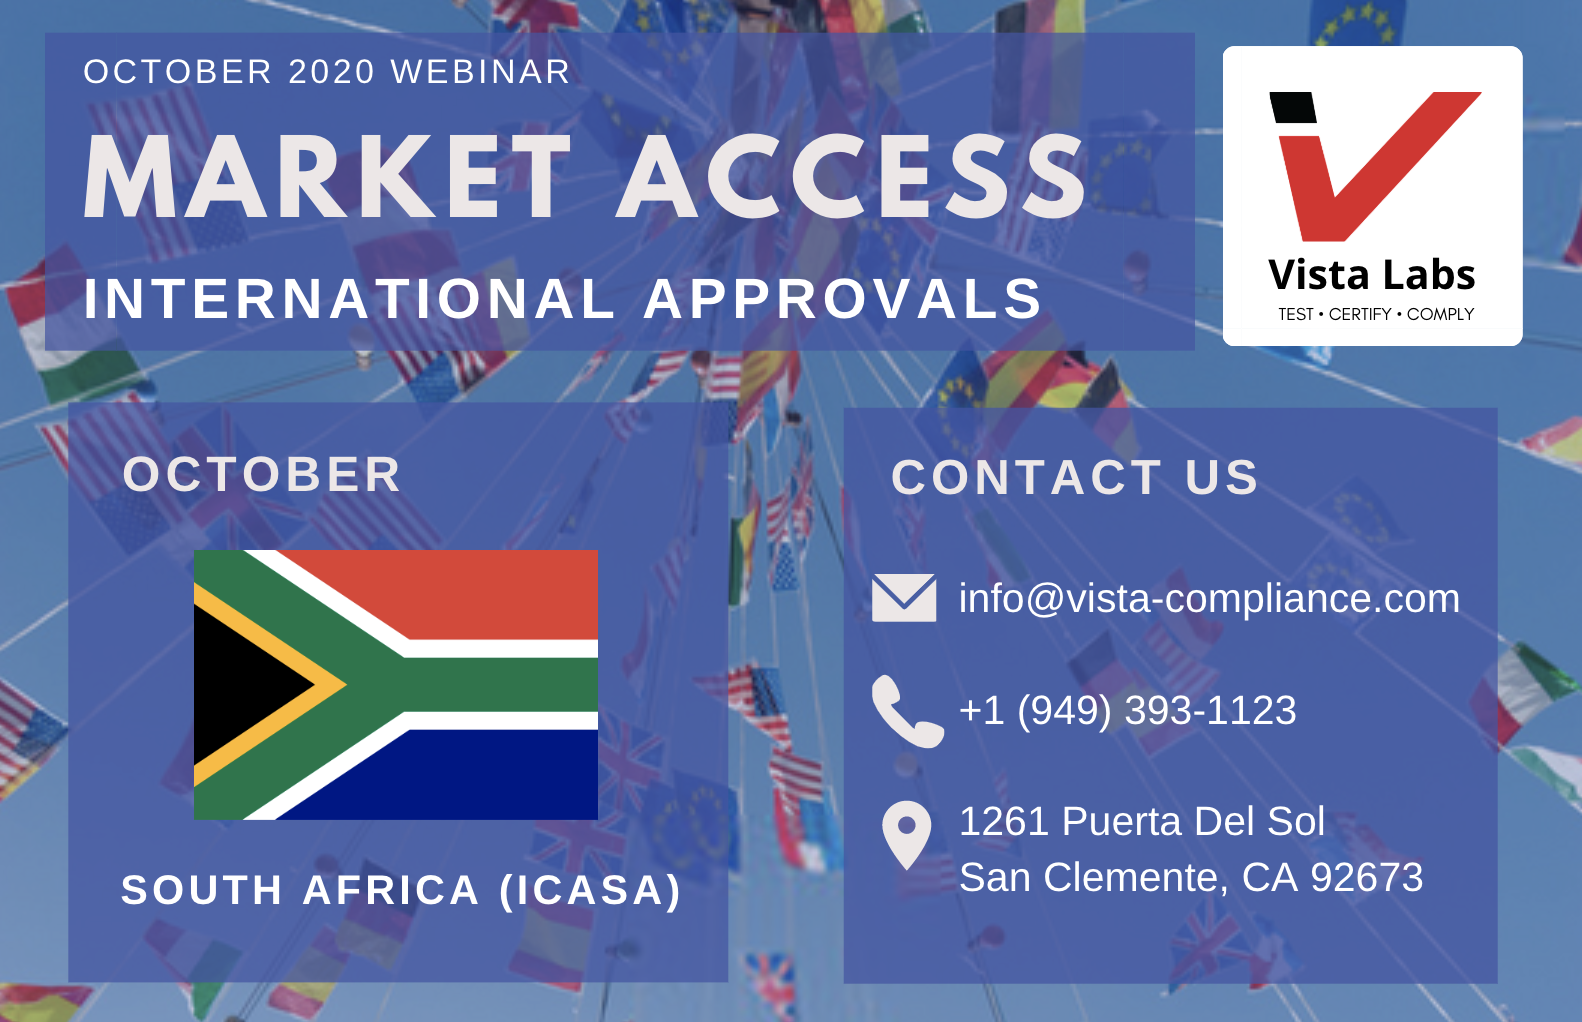 OCTOBER 2020 WEBINAR
MARKET ACCESS
INTERNATIONAL APPROVALS
Vista Labs
TEST • CERTIFY • COMPLY
OCTOBER
SOUTH AFRICA (ICASA)
CONTACT US
info@vista-compliance.com
+1 (949) 393-1123
1261 Puerta Del Sol
San Clemente, CA 92673